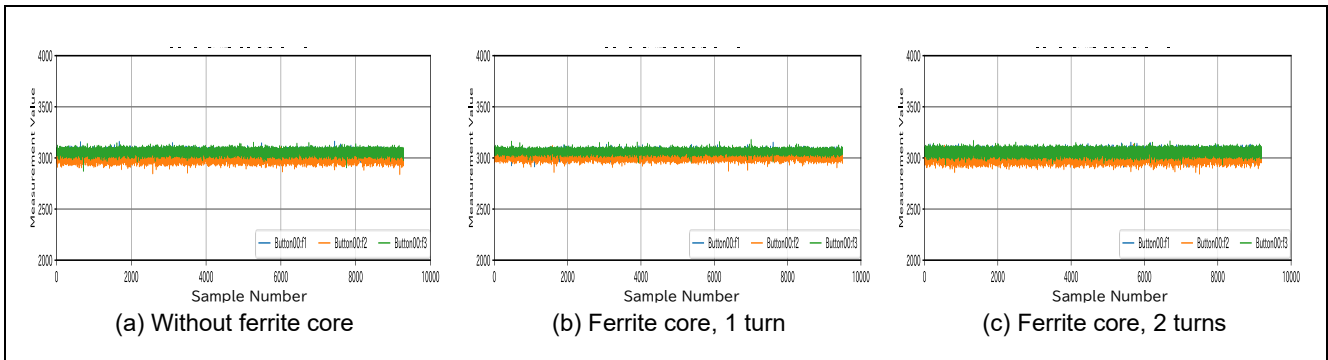 4000
3500
3000
2500
2000
Measurement Value
Button00:f1 Button00:f2 Button00:f3
0 2000 4000 6000 8000 10000
Sample Number
(a) Without ferrite core
4000
3500
3000
2500
2000
Measurement Value
Button00:f1 Button00:f2 Button00:f3
0 2000 4000 6000 8000 10000
Sample Number
(b) Ferrite core, 1 turn
4000
3500
3000
2500
2000
Measurement Value
Button00:f1 Button00:f2 Button00:f3
0 2000 4000 6000 8000 10000
Sample Number
(c) Ferrite core, 2 turns